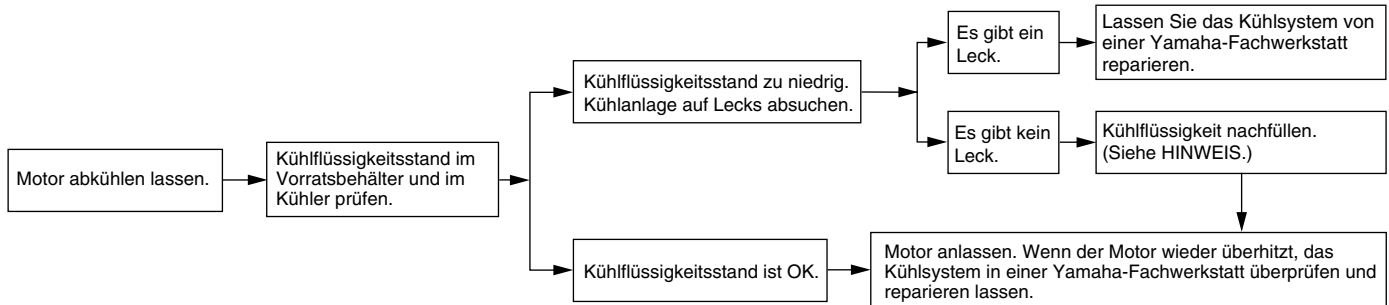 Motor abkühlen lassen.
Kühlflüssigkeitsstand im
Vorratsbehälter und im
Kühler prüfen.
Kühlflüssigkeitsstand zu niedrig.
Kühlanlage auf Lecks absuchen.
Es gibt ein
Leck.
Lassen Sie das Kühlsystem von
einer Yamaha-Fachwerkstatt
reparieren.
Es gibt kein
Leck.
Kühlflüssigkeit nachfüllen.
(Siehe HINWEIS.)
Kühlflüssigkeitsstand ist OK.
Motor anlassen. Wenn der Motor wieder überhitzt, das
Kühlsystem in einer Yamaha-Fachwerkstatt überprüfen und
reparieren lassen.